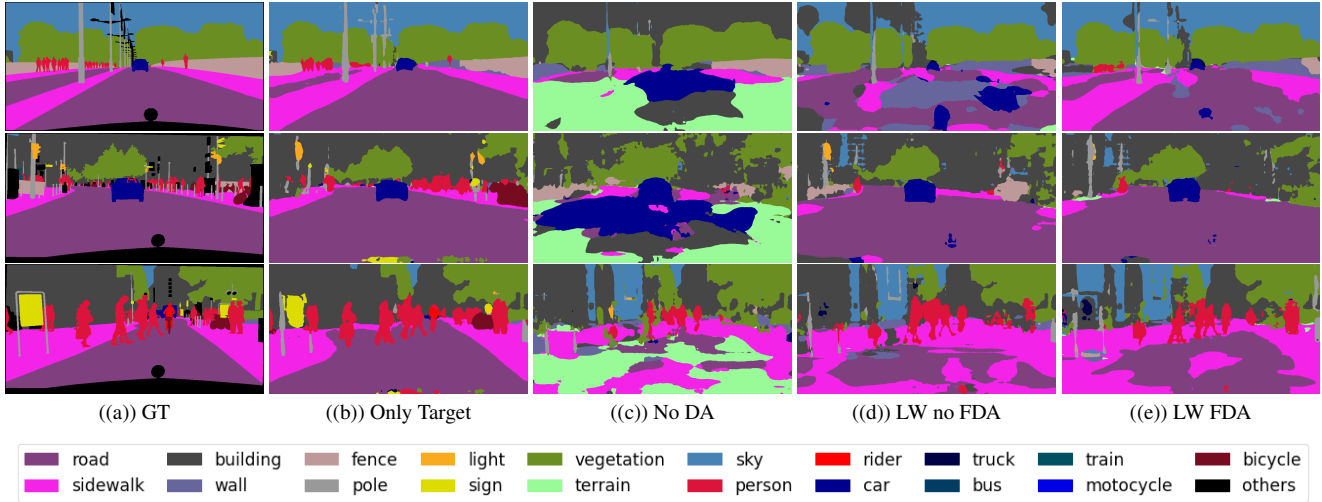 ((a)) GT ((b)) Only Target ((c)) No DA ((d)) LW no FDA ((e)) LW FDA
road building fence light vegetation sky rider truck train bicycle
sidewalk wall pole sign terrain person car bus motocycle others